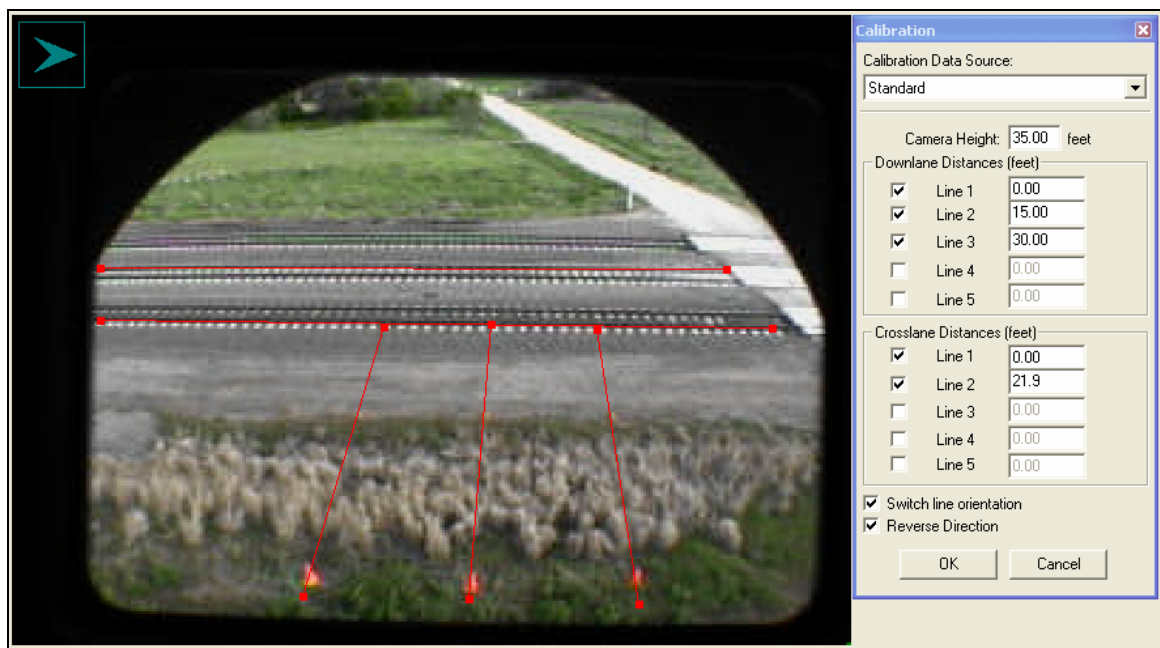 Calibration
Calibration Data Source:
Standard
Camera Height: 35.00 feet
Downlane Distances (feet)
Line 1 0.00
Line 2 15.00
Line 3 30.00
Line 4 0.00
Line 5 0.00
Crosslane Distances (feet)
Line 1 0.00
Line 2 21.9
Line 3 0.00
Line 4 0.00
Line 5 0.00
Switch line orientation
Reverse Direction
OK Cancel